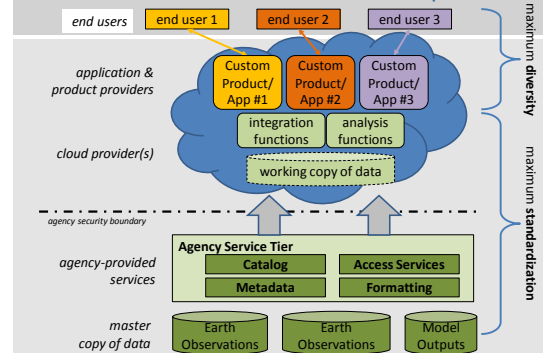 end users
end user 1
end user 2
end user 3
maximum diversity
application &
product providers
Custom
Product/
App #1
Custom
Product/
App #2
Custom
Product/
App #3
integration
functions
analysis
functions
cloud provider(s)
working copy of data
maximum standardization
agency security boundary
Agency Service Tier
agency-provided
services
Catalog
Access Services
Metadata
Formatting
master
copy of data
Earth
Observations
Earth
Observations
Model
Outputs